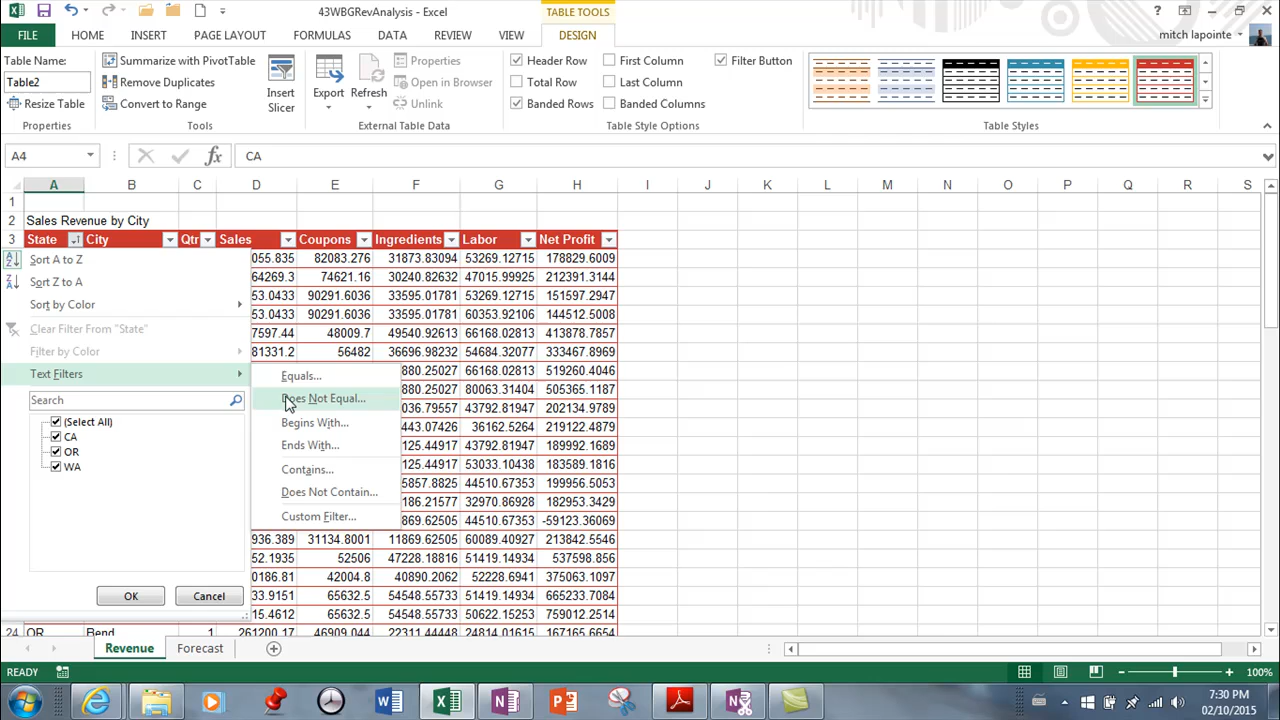 43WBGRevAnalysis - Excel
TABLE TOOLS
FILE HOME INSERT PAGE LAYOUT FORMULAS DATA REVIEW VIEW DESIGN mitch lapointe
Table Name:
Table2
Resize Table
Properties
Summarize with PivotTable
Remove Duplicates
Convert to Range
Tools
Insert
Slicer
Export
Refresh
Properties
Open in Browser
Unlink
External Table Data
Header Row
Total Row
Banded Rows
First Column
Last Column
Banded Columns
Filter Button
Table Style Options
Table Styles
A4 fx CA
A B C D E F G H I J K L M N O P Q R S
1
2 Sales Revenue by City
3 State City Qtr Sales Coupons Ingredients Labor Net Profit
055.835 82083.276 31873.83094 53269.12715 178829.6009
64269.3 74621.16 30240.82632 47015.99925 212391.3144
53.0433 90291.6036 33595.01781 53269.12715 151597.2947
53.0433 90291.6036 33595.01781 60353.92106 144512.5008
7597.44 48009.7 49540.92613 66168.02813 413878.7857
81331.2 56482 36696.98232 54684.32077 333467.8969
880.25027 66168.02813 519260.4046
880.25027 80063.31404 505365.1187
036.79557 43792.81947 202134.9789
443.07426 36162.5264 219122.4879
125.44917 43792.81947 189992.1689
125.44917 53033.10438 183589.1816
5857.8825 44510.67353 199956.5053
186.21577 32970.86928 182953.3429
869.62505 44510.67353 -59123.36069
936.389 31134.8001 11869.62505 60089.40927 213842.5546
52.1935 52506 47228.18816 51419.14934 537598.856
0186.81 42004.8 40890.2062 52228.6941 375063.1097
33.9151 65632.5 54548.55733 51419.14934 665233.7084
15.4612 65632.5 54548.55733 50622.15253 759012.2514
24 OR Bend 1 261200.17 46909.044 22311.44448 24814.01615 167165.6654
Sort A to Z
Sort Z to A
Sort by Color
Clear Filter From "State"
Filter by Color
Text Filters
Search
(Select All)
CA
OR
WA
OK Cancel
Equals...
Does Not Equal...
Begins With...
Ends With...
Contains...
Does Not Contain...
Custom Filter...
Revenue Forecast
READY 100%
7:30 PM
02/10/2015